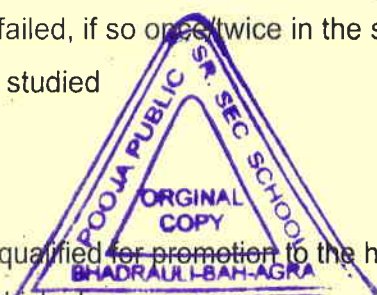 failed, if so once/twice in the s
studied
POOJA PUBLIC SR. SEC SCHOOL
ORGINAL
COPY
qualified for promotion to the h
BHADRAULI-BAH-AGRA